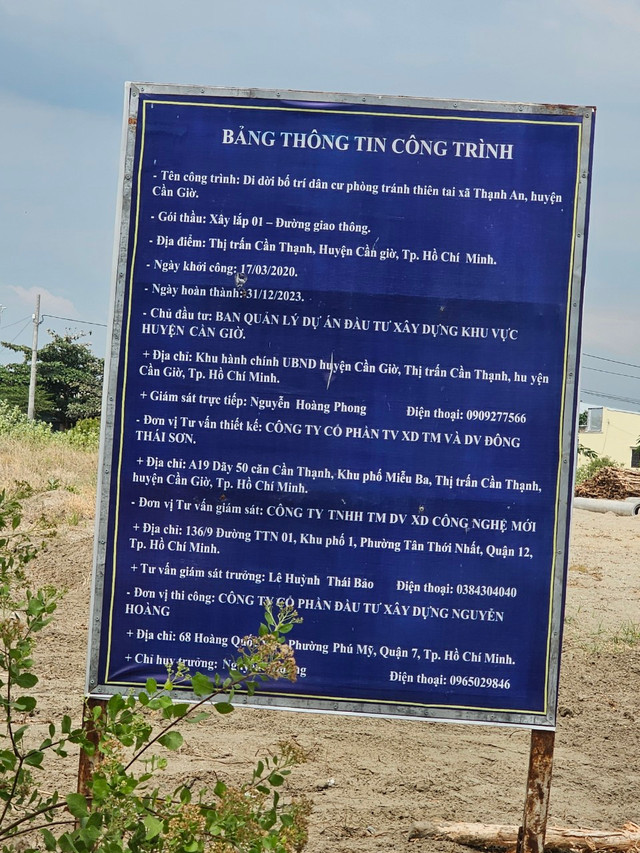 BẢNG THÔNG TIN CÔNG TRÌNH
- Tên công trình: Di dời bố trí dân cư phòng tránh thiên tai xã Thạnh An, huyện
Cần Giờ.
- Gói thầu: Xây lắp 01 – Đường giao thông.
- Địa điểm: Thị trấn Cần Thạnh, Huyện Cần giờ, Tp. Hồ Chí Minh.
- Ngày khởi công: 17/03/2020.
- Ngày hoàn thành: 31/12/2023.
- Chủ đầu tư: BAN QUẢN LÝ DỰ ÁN ĐẦU TƯ XÂY DỰNG KHU VỰC
HUYỆN CẦN GIỜ.
+ Địa chỉ: Khu hành chính UBND huyện Cần Giờ, Thị trấn Cần Thạnh, hu yện
Cần Giờ, Tp. Hồ Chí Minh.
+ Giám sát trực tiếp: Nguyễn Hoàng Phong Điện thoại: 0909277566
- Đơn vị Tư vấn thiết kế: CÔNG TY CỔ PHẦN TV XD TM VÀ DV ĐÔNG
THÁI SƠN.
+ Địa chỉ: A19 Dãy 50 căn Cần Thạnh, Khu phố Miễu Ba, Thị trấn Cần Thạnh,
huyện Cần Giờ, Tp. Hồ Chí Minh.
- Đơn vị Tư vấn giám sát: CÔNG TY TNHH TM DV XD CÔNG NGHỆ MỚI
+ Địa chỉ: 136/9 Đường TTN 01, Khu phố 1, Phường Tân Thới Nhất, Quận 12,
Tp. Hồ Chí Minh.
+ Tư vấn giám sát trưởng: Lê Huỳnh Thái Bảo Điện thoại: 0384304040
- Đơn vị thi công: CÔNG TY CỔ PHẦN ĐẦU TƯ XÂY DỰNG NGUYỄN
HOÀNG
+ Địa chỉ: 68 Hoàng Phường Phú Mỹ, Quận 7, Tp. Hồ Chí Minh.
+ Chỉ huy trưởng: Điện thoại: 0965029846